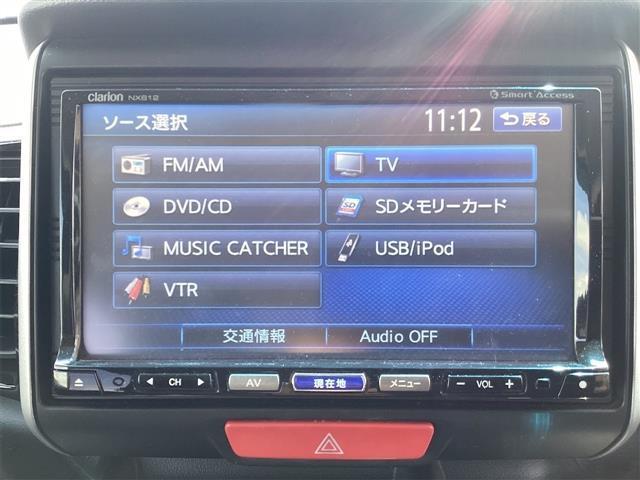 clarion NX612
Smart Access
ソース選択 11:12 戻る
FM/AM TV
DVD/CD SDメモリーカード
MUSIC CATCHER USB/iPod
VTR
交通情報 Audio OFF
CH AV 現在地 メニュー − VOL +